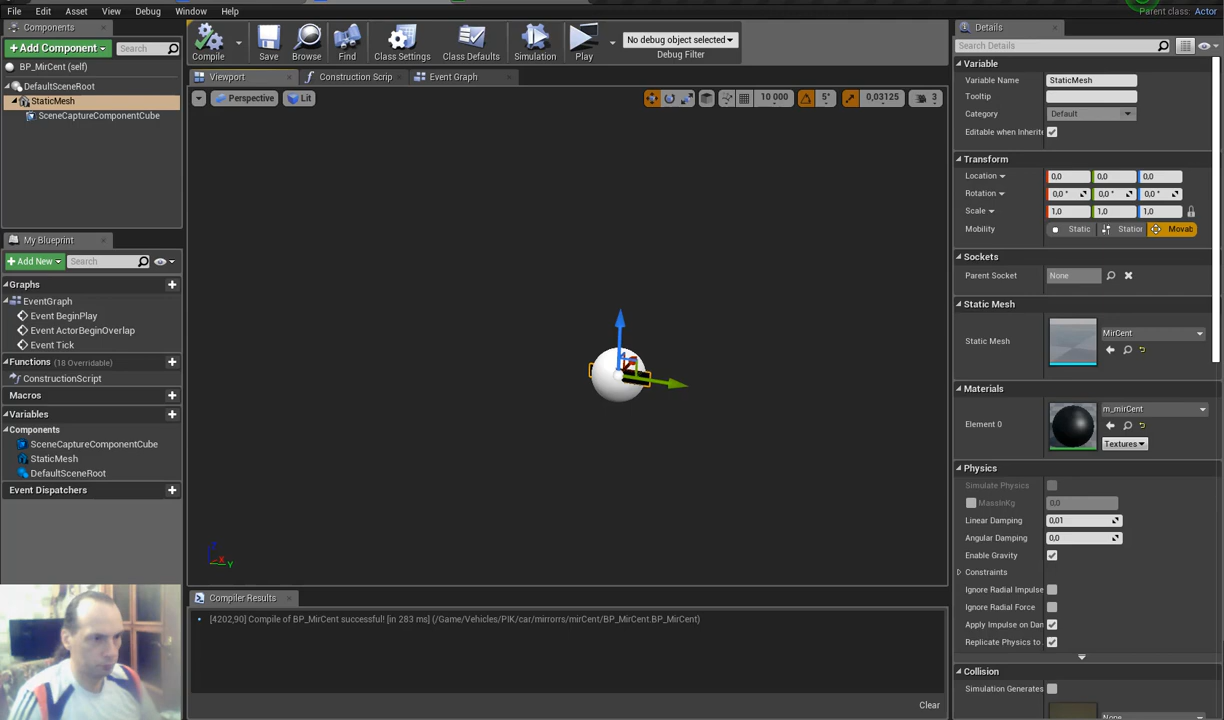 File Edit Asset View Debug Window Help
Parent class: Actor
Components
Add Component
Search
BP_MirCent (self)
DefaultSceneRoot
StaticMesh
SceneCaptureComponentCube
My Blueprint
Add New
Search
Graphs
EventGraph
Event BeginPlay
Event ActorBeginOverlap
Event Tick
Functions (18 Overridable)
ConstructionScript
Macros
Variables
Components
SceneCaptureComponentCube
StaticMesh
DefaultSceneRoot
Event Dispatchers
Compile
Save
Browse
Find
Class Settings
Class Defaults
Simulation
Play
No debug object selected
Debug Filter
Viewport
Construction Scrip
Event Graph
Perspective
Lit
10 000
5°
0,03125
3
X
Y
Compiler Results
[4202,90] Compile of BP_MirCent successful! [in 283 ms] (/Game/Vehicles/PIK/car/mirrorrs/mirCent/BP_MirCent.BP_MirCent)
Clear
Details
Search Details
Variable
Variable Name StaticMesh
Tooltip
Category Default
Editable when Inherite
Transform
Location 0,0 0,0 0,0
Rotation 0,0 ° 0,0 ° 0,0 °
Scale 1,0 1,0 1,0
Mobility Static Station Movab
Sockets
Parent Socket None
Static Mesh
Static Mesh MirCent
Materials
Element 0 m_mirCent
Textures
Physics
Simulate Physics
MassInKg 0,0
Linear Damping 0,01
Angular Damping 0,0
Enable Gravity
Constraints
Ignore Radial Impulse
Ignore Radial Force
Apply Impulse on Dan
Replicate Physics to
Collision
Simulation Generates
None